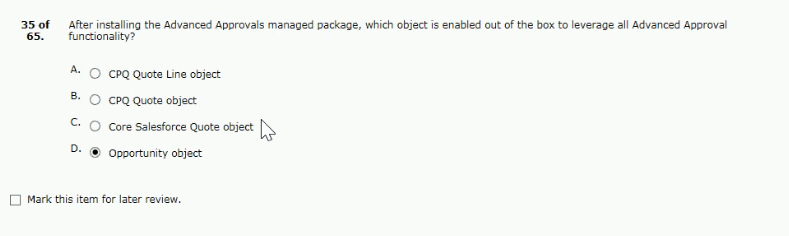 35 of After installing the Advanced Approvals managed package, which object is enabled out of the box to leverage all Advanced Approval
65. functionality?
A. CPQ Quote Line object
B. CPQ Quote object
C. Core Salesforce Quote object
D. Opportunity object
Mark this item for later review.